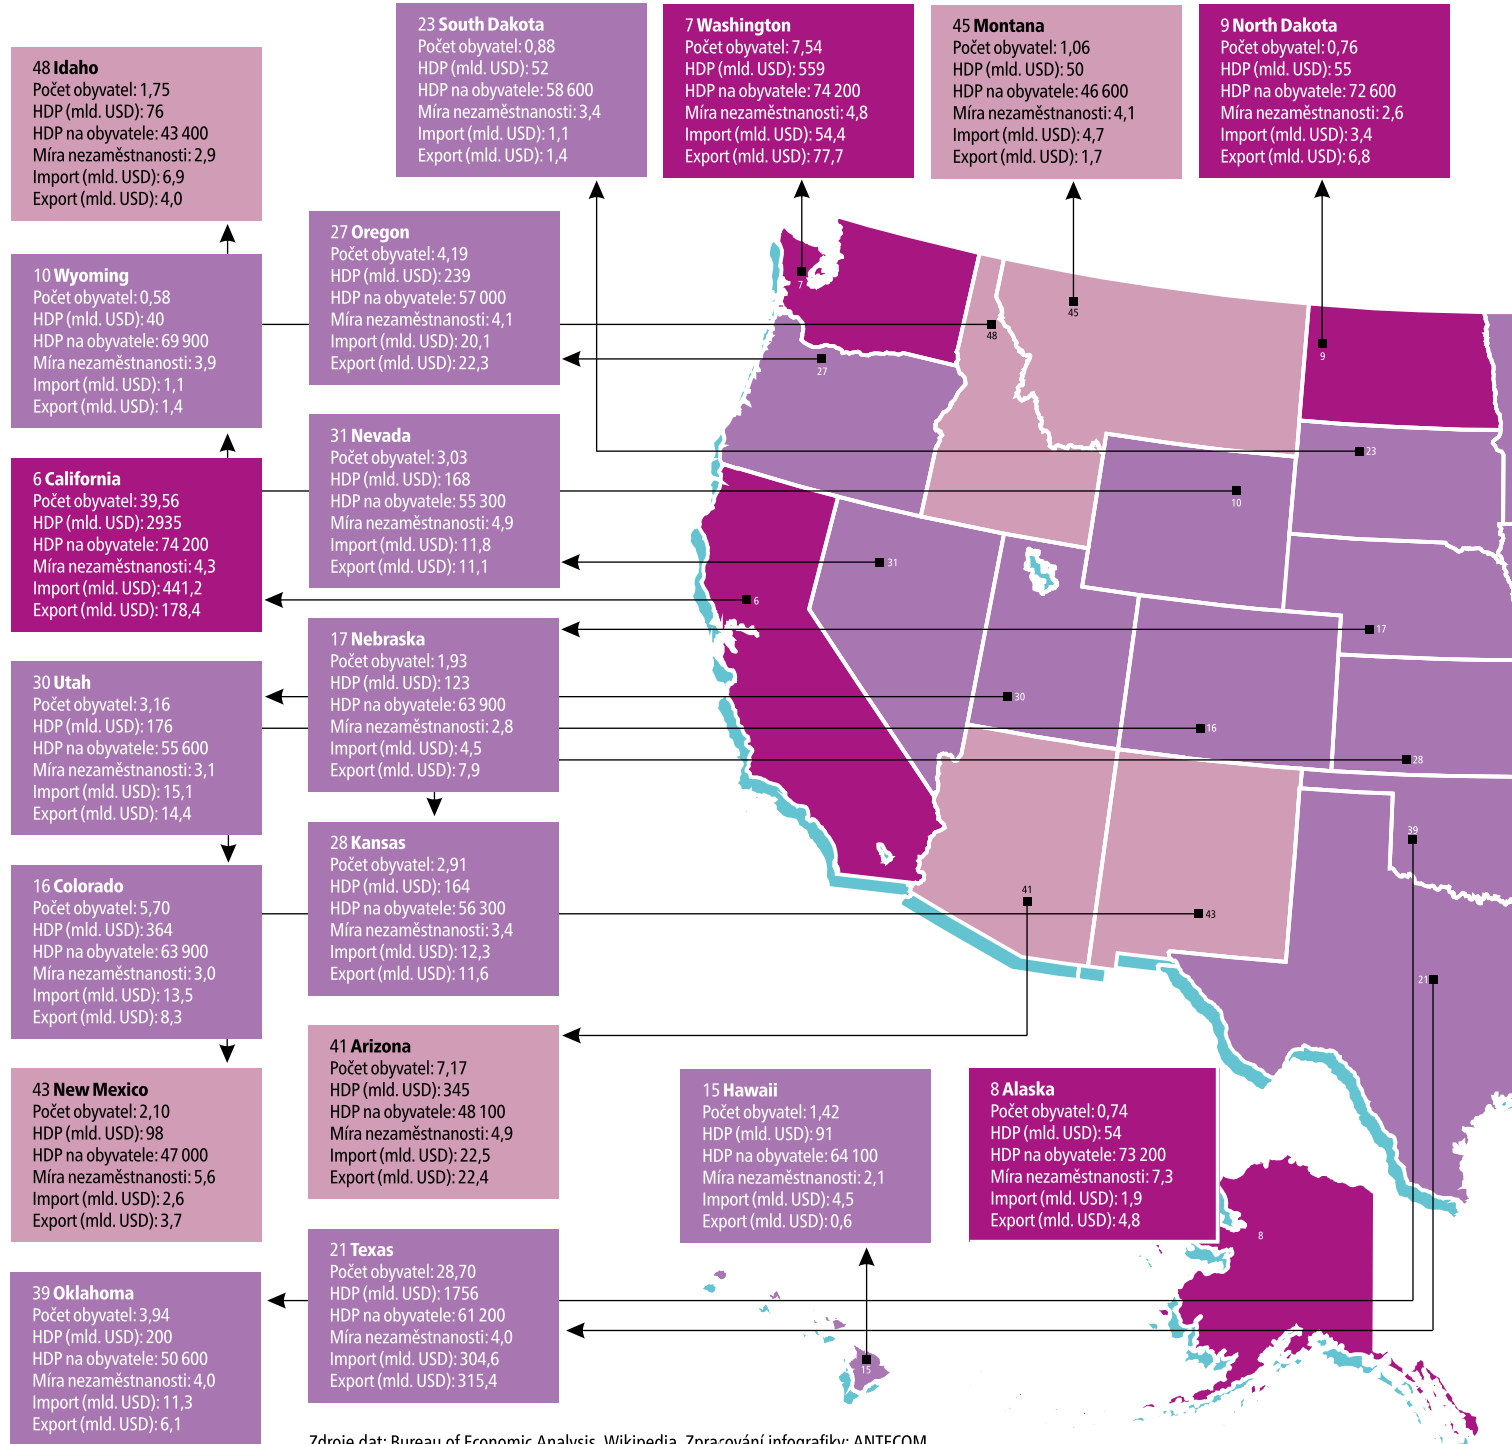 23 South Dakota
Počet obyvatel: 0,88
HDP (mld. USD): 52
HDP na obyvatele: 58 600
Míra nezaměstnanosti: 3,4
Import (mld. USD): 1,1
Export (mld. USD): 1,4
7 Washington
Počet obyvatel: 7,54
HDP (mld. USD): 559
HDP na obyvatele: 74 200
Míra nezaměstnanosti: 4,8
Import (mld. USD): 54,4
Export (mld. USD): 77,7
45 Montana
Počet obyvatel: 1,06
HDP (mld. USD): 50
HDP na obyvatele: 46 600
Míra nezaměstnanosti: 4,1
Import (mld. USD): 4,7
Export (mld. USD): 1,7
9 North Dakota
Počet obyvatel: 0,76
HDP (mld. USD): 55
HDP na obyvatele: 72 600
Míra nezaměstnanosti: 2,6
Import (mld. USD): 3,4
Export (mld. USD): 6,8
48 Idaho
Počet obyvatel: 1,75
HDP (mld. USD): 76
HDP na obyvatele: 43 400
Míra nezaměstnanosti: 2,9
Import (mld. USD): 6,9
Export (mld. USD): 4,0
27 Oregon
Počet obyvatel: 4,19
HDP (mld. USD): 239
HDP na obyvatele: 57 000
Míra nezaměstnanosti: 4,1
Import (mld. USD): 20,1
Export (mld. USD): 22,3
10 Wyoming
Počet obyvatel: 0,58
HDP (mld. USD): 40
HDP na obyvatele: 69 900
Míra nezaměstnanosti: 3,9
Import (mld. USD): 1,1
Export (mld. USD): 1,4
31 Nevada
Počet obyvatel: 3,03
HDP (mld. USD): 168
HDP na obyvatele: 55 300
Míra nezaměstnanosti: 4,9
Import (mld. USD): 11,8
Export (mld. USD): 11,1
6 California
Počet obyvatel: 39,56
HDP (mld. USD): 2935
HDP na obyvatele: 74 200
Míra nezaměstnanosti: 4,3
Import (mld. USD): 441,2
Export (mld. USD): 178,4
17 Nebraska
Počet obyvatel: 1,93
HDP (mld. USD): 123
HDP na obyvatele: 63 900
Míra nezaměstnanosti: 2,8
Import (mld. USD): 4,5
Export (mld. USD): 7,9
30 Utah
Počet obyvatel: 3,16
HDP (mld. USD): 176
HDP na obyvatele: 55 600
Míra nezaměstnanosti: 3,1
Import (mld. USD): 15,1
Export (mld. USD): 14,4
28 Kansas
Počet obyvatel: 2,91
HDP (mld. USD): 164
HDP na obyvatele: 56 300
Míra nezaměstnanosti: 3,4
Import (mld. USD): 12,3
Export (mld. USD): 11,6
16 Colorado
Počet obyvatel: 5,70
HDP (mld. USD): 364
HDP na obyvatele: 63 900
Míra nezaměstnanosti: 3,0
Import (mld. USD): 13,5
Export (mld. USD): 8,3
41 Arizona
Počet obyvatel: 7,17
HDP (mld. USD): 345
HDP na obyvatele: 48 100
Míra nezaměstnanosti: 4,9
Import (mld. USD): 22,5
Export (mld. USD): 22,4
43 New Mexico
Počet obyvatel: 2,10
HDP (mld. USD): 98
HDP na obyvatele: 47 000
Míra nezaměstnanosti: 5,6
Import (mld. USD): 2,6
Export (mld. USD): 3,7
15 Hawaii
Počet obyvatel: 1,42
HDP (mld. USD): 91
HDP na obyvatele: 64 100
Míra nezaměstnanosti: 2,1
Import (mld. USD): 4,5
Export (mld. USD): 0,6
8 Alaska
Počet obyvatel: 0,74
HDP (mld. USD): 54
HDP na obyvatele: 73 200
Míra nezaměstnanosti: 7,3
Import (mld. USD): 1,9
Export (mld. USD): 4,8
21 Texas
Počet obyvatel: 28,70
HDP (mld. USD): 1756
HDP na obyvatele: 61 200
Míra nezaměstnanosti: 4,0
Import (mld. USD): 304,6
Export (mld. USD): 315,4
39 Oklahoma
Počet obyvatel: 3,94
HDP (mld. USD): 200
HDP na obyvatele: 50 600
Míra nezaměstnanosti: 4,0
Import (mld. USD): 11,3
Export (mld. USD): 6,1
7
45
48
9
27
23
10
31
6
17
30
16
28
39
41
43
21
8
15
Zdroje dat: Bureau of Economic Analysis, Wikipedia, Zpracování infografiky: ANTECOM